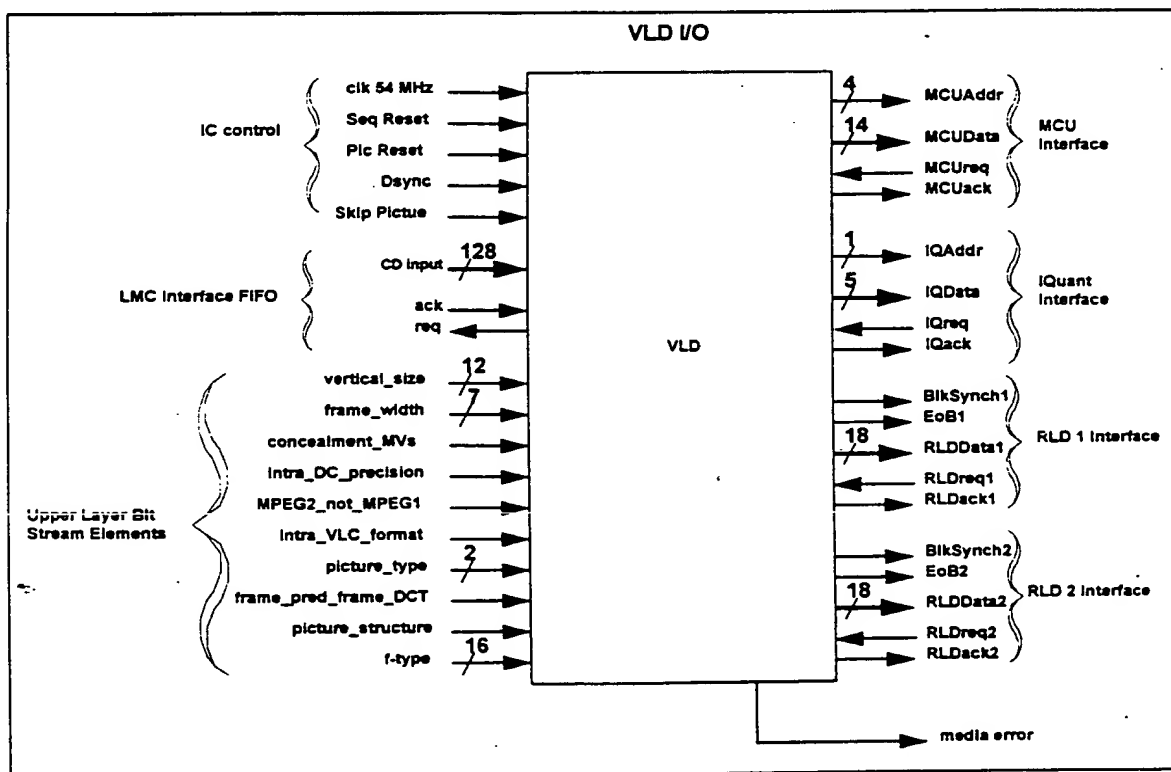 VLD I/O
IC control
clk 54 MHz
Seq Reset
Pic Reset
Dsync
Skip Pictue
LMC Interface FIFO
CD input
128
ack
req
Upper Layer Bit
Stream Elements
vertical_size
12
frame_width
7
concealment_MVs
Intra_DC_precision
MPEG2_not_MPEG1
Intra_VLC_format
picture_type
2
frame_pred_frame_DCT
picture_structure
f-type
16
VLD
4
MCUAddr
14
MCUData
MCUreq
MCUack
MCU
Interface
1
IQAddr
5
IQData
IQreq
IQack
IQuant
Interface
BlkSynch1
EoB1
18
RLDData1
RLDreq1
RLDack1
RLD 1 Interface
BlkSynch2
EoB2
18
RLDData2
RLDreq2
RLDack2
RLD 2 Interface
media error